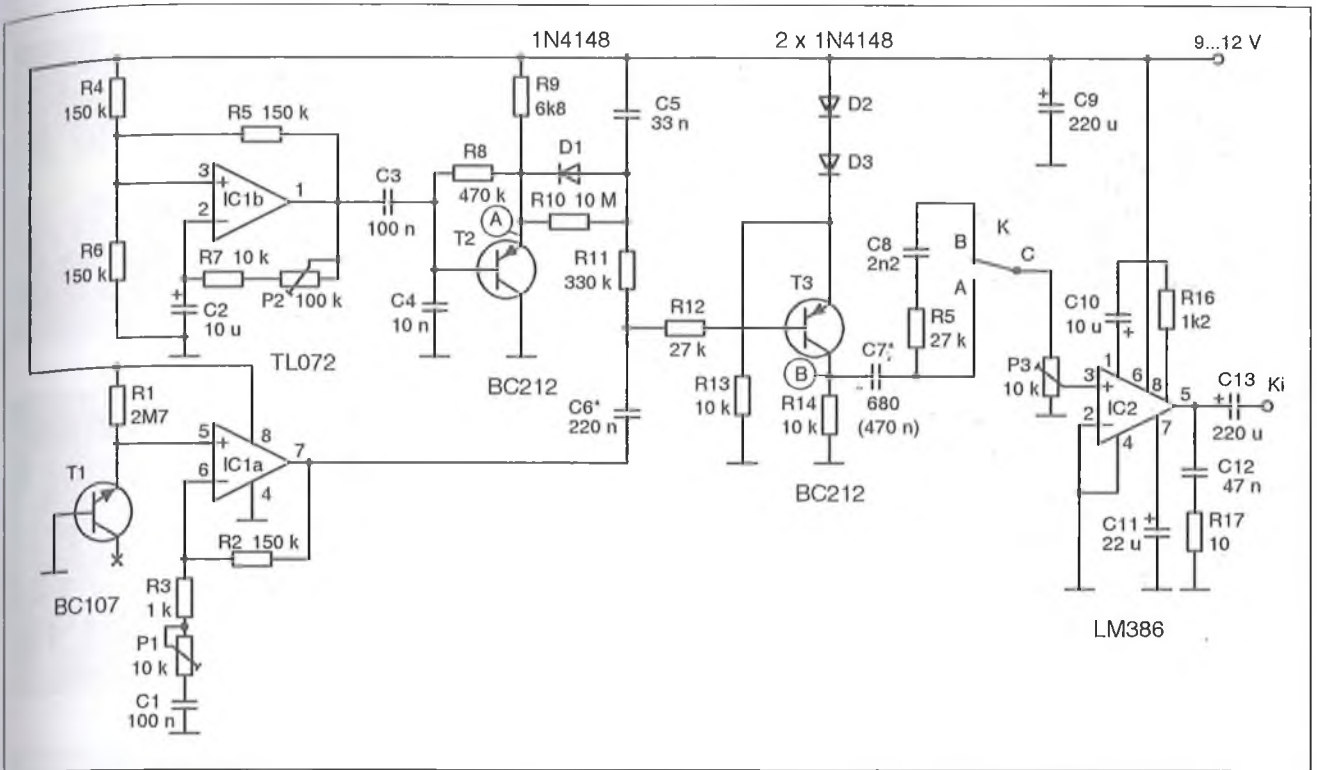 1N4148
2 x 1N4148
9...12 V
R4
150 k
R5 150 k
R9
6k8
C5
33 n
D2
D3
C9
+
220 u
3
+
IC1b
1
2
−
C3
100 n
R8
470 k
D1
R10 10 M
A
T2
R11
330 k
R6
150 k
R7 10 k
P2
100 k
+
C2
10 u
C4
10 n
TL072
BC212
R12
27 k
T3
C8
2n2
B
K
C
A
R5
27 k
C10
10 u
+
R16
1k2
R1
2M7
T1
5
+
8
IC1a
7
6
−
4
C6*
220 n
R13
10 k
B
C7*
680
(470 n)
R14
10 k
BC212
P3
10 k
1
6
8
3
+
IC2
5
2
−
4
7
+
C13
Ki
220 u
C12
47 n
C11
+
22 u
R17
10
LM386
R2 150 k
BC107
R3
1 k
P1
10 k
C1
100 n